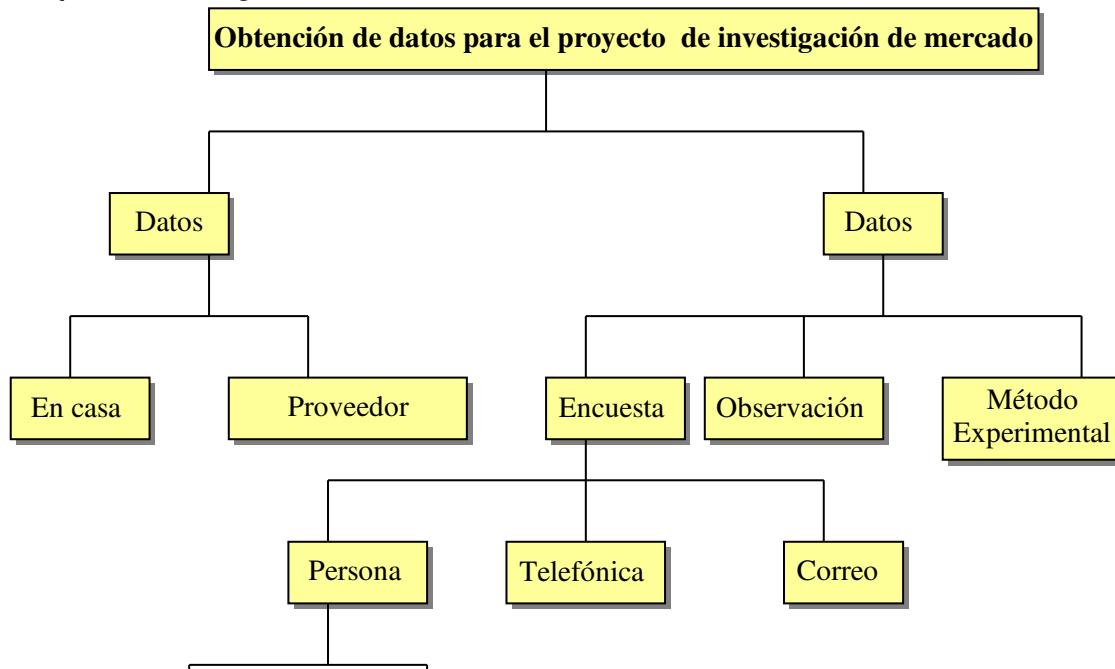 Obtención de datos para el proyecto de investigación de mercado
Datos
Datos
En casa
Proveedor
Encuesta
Observación
Método
Experimental
Persona
Telefónica
Correo